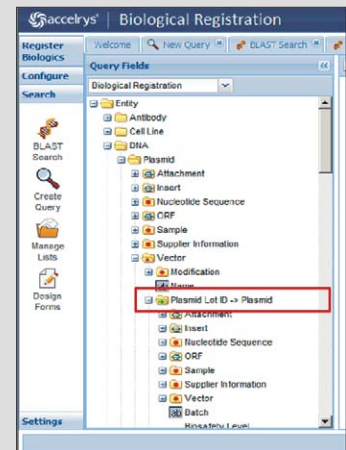 accelrys® | Biological Registration
Register Biologics
Configure
Search
BLAST Search
Create Query
Manage Lists
Design Forms
Settings
Welcome New Query BLAST Search
Query Fields
Biological Registration
Entity
Antibody
Cell Line
DNA
Plasmid
Attachment
Insert
Nucleotide Sequence
ORF
Sample
Supplier Information
Vector
Modification
Name
Plasmid Lot ID -> Plasmid
Attachment
Insert
Nucleotide Sequence
ORF
Sample
Supplier Information
Vector
ab Batch
Biosafety Level